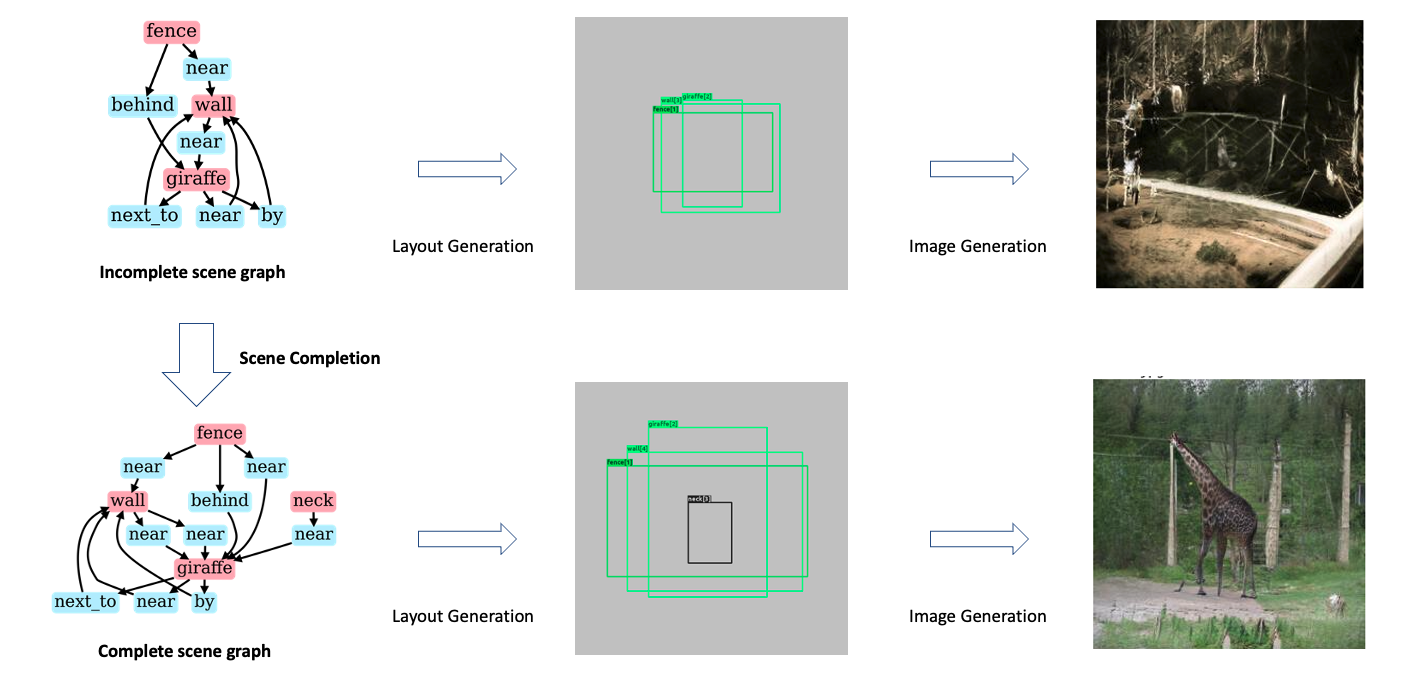 fence
near
behind
wall
near
giraffe
next_to
near
by
Incomplete scene graph
Layout Generation
wall[3]
giraffe[2]
fence[1]
Image Generation
Scene Completion
fence
near
near
wall
behind
neck
near
near
near
giraffe
next_to
near
by
Complete scene graph
Layout Generation
giraffe[2]
wall[4]
fence[1]
neck[3]
Image Generation